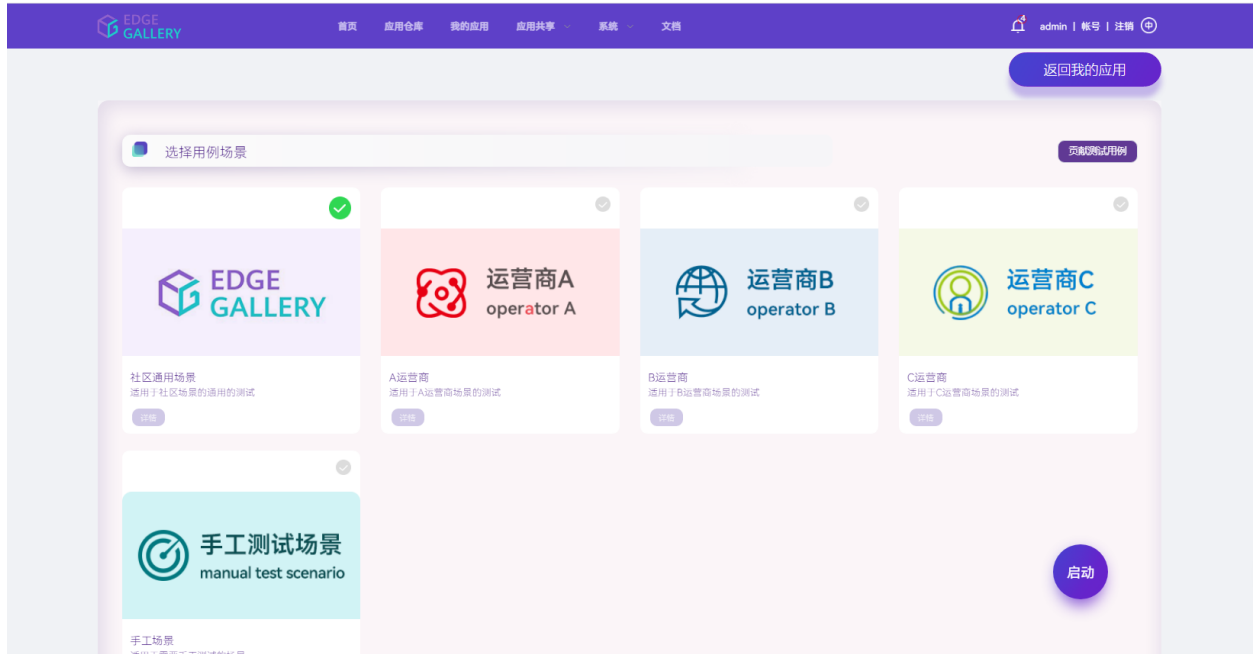 EDGE
GALLERY
首页 应用仓库 我的应用 应用共享 系统 文档
4
admin | 帐号 | 注销 中
返回我的应用
选择用例场景
贡献测试用例
EDGE
GALLERY
运营商A
operator A
运营商B
operator B
运营商C
operator C
社区通用场景
适用于社区场景的通用的测试
详细
A运营商
适用于A运营商场景的测试
详细
B运营商
适用于B运营商场景的测试
详细
C运营商
适用于C运营商场景的测试
详细
手工测试场景
manual test scenario
启动
手工场景